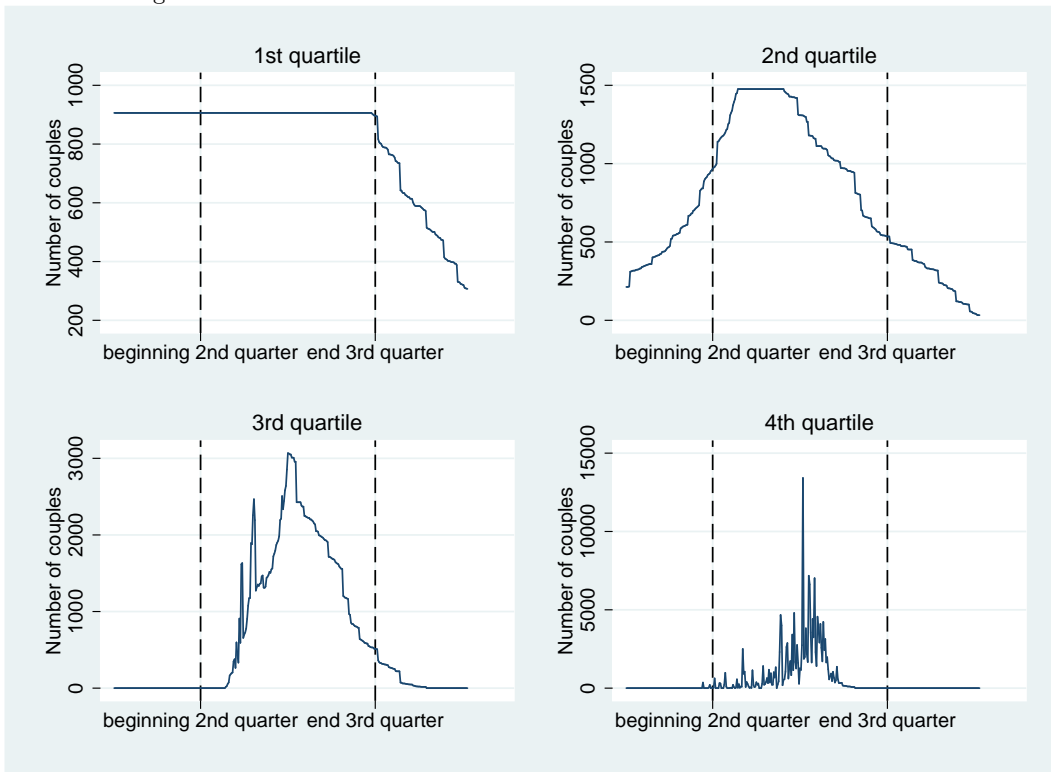 1st quartile
Number of couples
1000
800
600
400
200
beginning 2nd quarter end 3rd quarter
2nd quartile
Number of couples
1500
1000
500
0
beginning 2nd quarter end 3rd quarter
3rd quartile
Number of couples
3000
2000
1000
0
beginning 2nd quarter end 3rd quarter
4th quartile
Number of couples
15000
10000
5000
0
beginning 2nd quarter end 3rd quarter